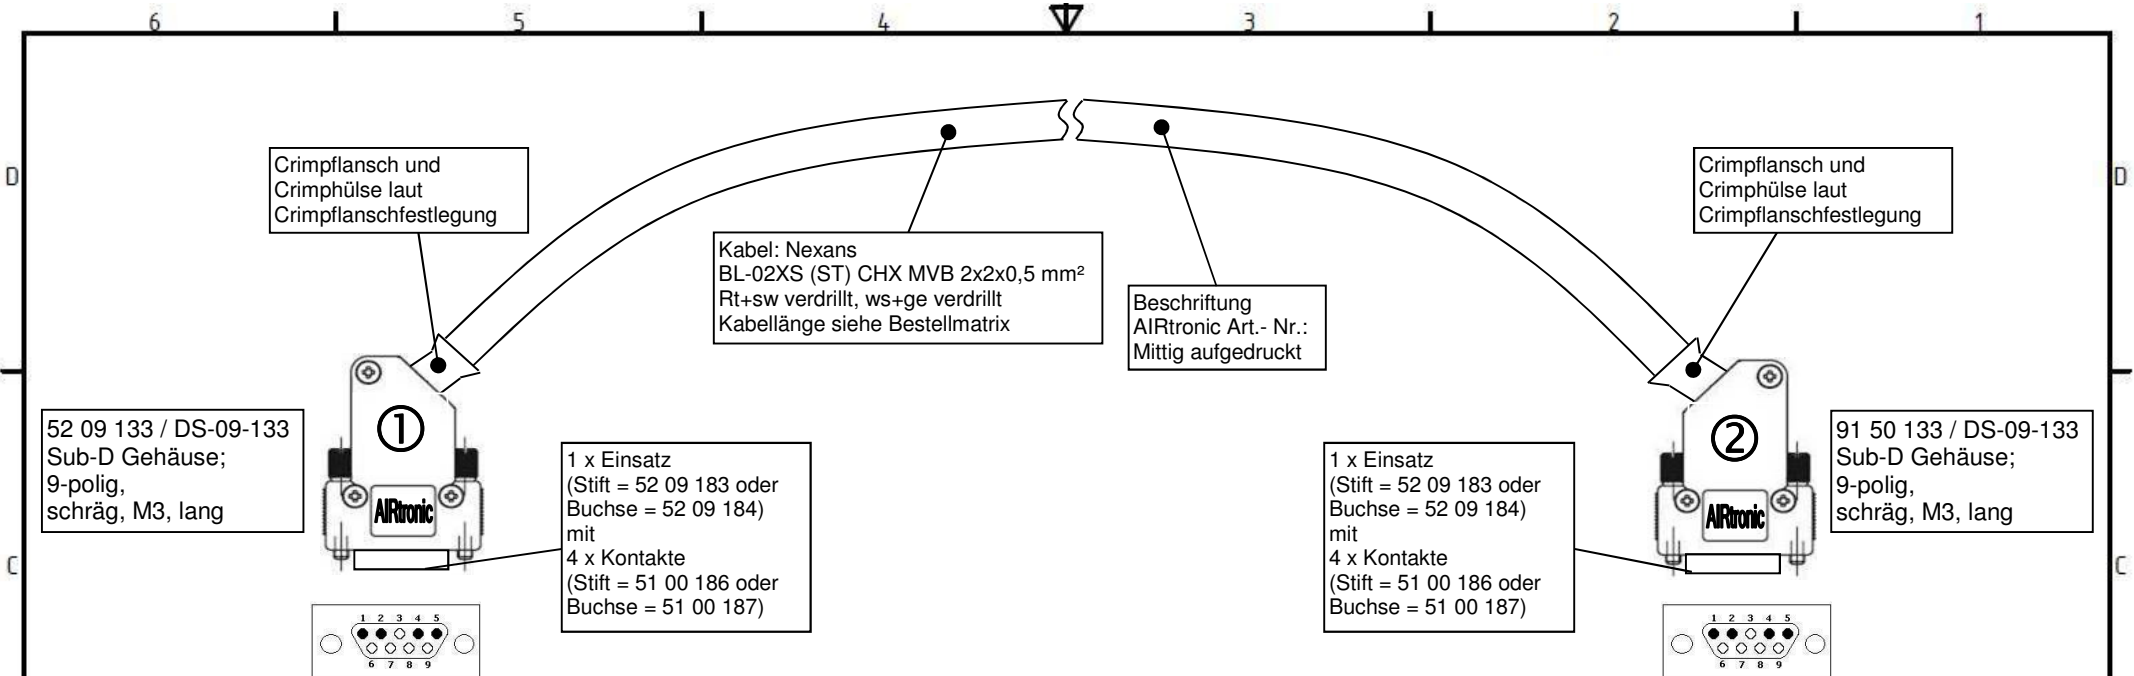 6 5 4 3 2 1
D
D
Crimpflansch und
Crimphülse laut
Crimpflanschfestlegung
Kabel: Nexans
BL-02XS (ST) CHX MVB 2x2x0,5 mm²
Rt+sw verdrillt, ws+ge verdrillt
Kabellänge siehe Bestellmatrix
Beschriftung
AIRtronic Art.- Nr.:
Mittig aufgedruckt
Crimpflansch und
Crimphülse laut
Crimpflanschfestlegung
52 09 133 / DS-09-133
Sub-D Gehäuse;
9-polig,
schräg, M3, lang
①
AIRtronic
1 x Einsatz
(Stift = 52 09 183 oder
Buchse = 52 09 184)
mit
4 x Kontakte
(Stift = 51 00 186 oder
Buchse = 51 00 187)
1 x Einsatz
(Stift = 52 09 183 oder
Buchse = 52 09 184)
mit
4 x Kontakte
(Stift = 51 00 186 oder
Buchse = 51 00 187)
②
AIRtronic
91 50 133 / DS-09-133
Sub-D Gehäuse;
9-polig,
schräg, M3, lang
C
C
1 2 3 4 5
6 7 8 9
1 2 3 4 5
6 7 8 9